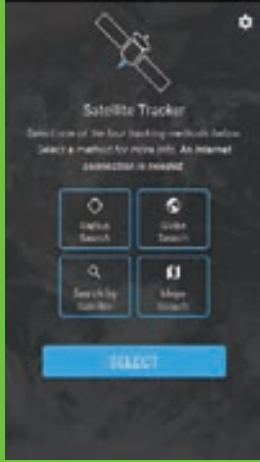 Satellite Tracker
Select one of the four tracking methods below.
Select a method for more info. An internet
connection is needed
Radius
Search
Globe
Search
Search by
Satellite
Maps
Search
SELECT